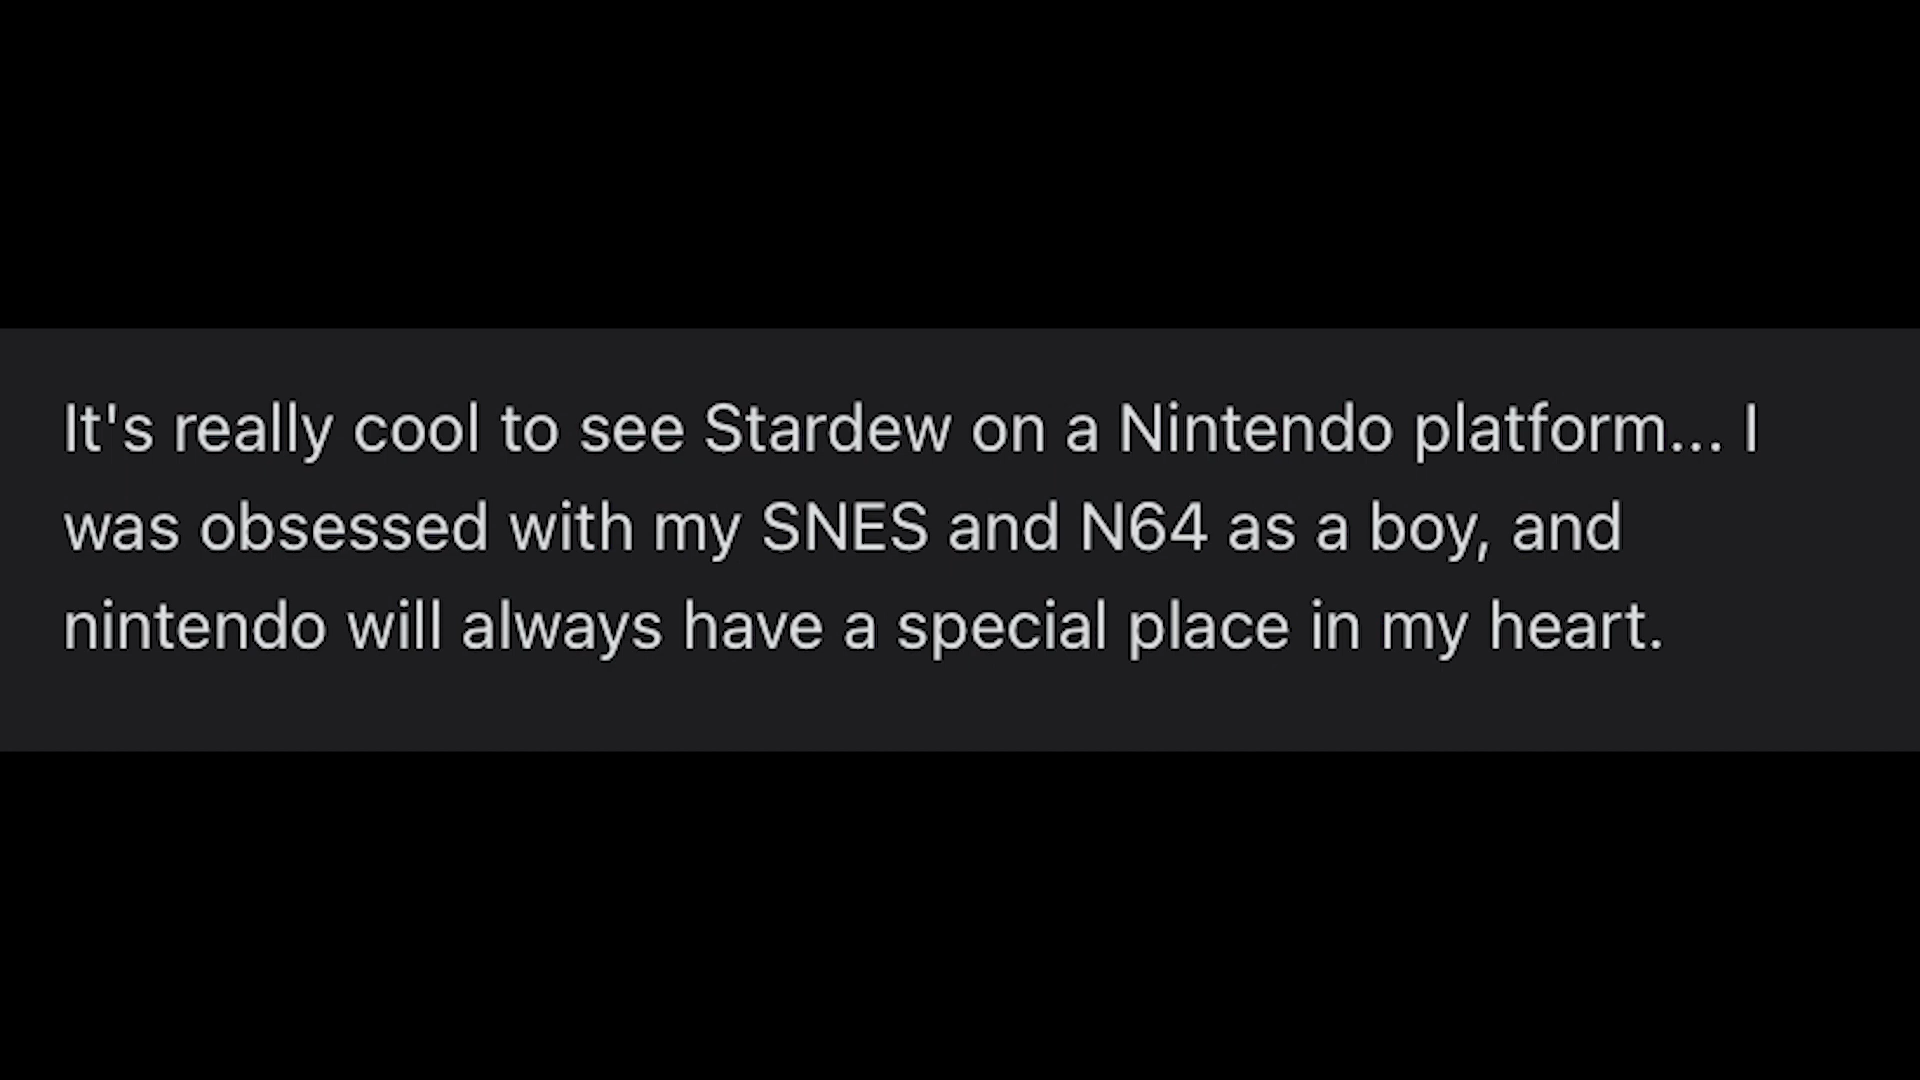 It's really cool to see Stardew on a Nintendo platform... I
was obsessed with my SNES and N64 as a boy, and
nintendo will always have a special place in my heart.